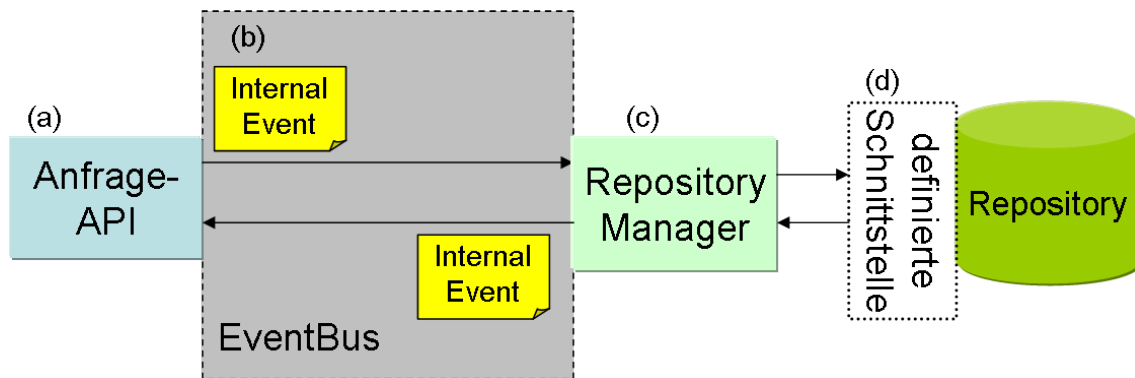 (a)
Anfrage-
API
(b)
Internal
Event
Internal
Event
EventBus
(c)
Repository
Manager
(d)
definierte
Schnittstelle
Repository